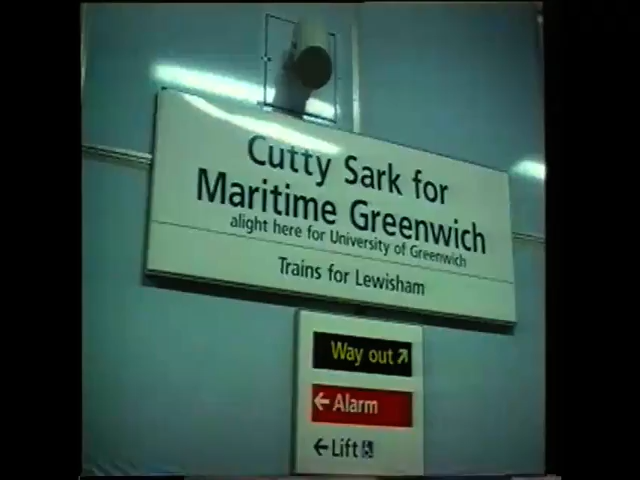 Cutty Sark for
Maritime Greenwich
alight here for University of Greenwich
Trains for Lewisham
Way out
Alarm
Lift